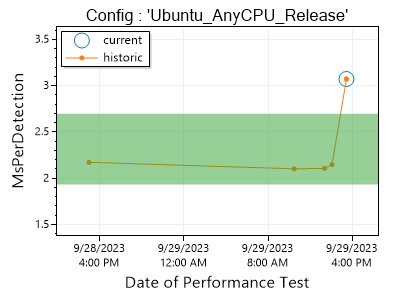 Config : 'Ubuntu_AnyCPU_Release'
current
historic
MsPerDetection
3.5
3
2.5
2
1.5
9/28/2023 9/29/2023 9/29/2023 9/29/2023
4:00 PM 12:00 AM 8:00 AM 4:00 PM
Date of Performance Test